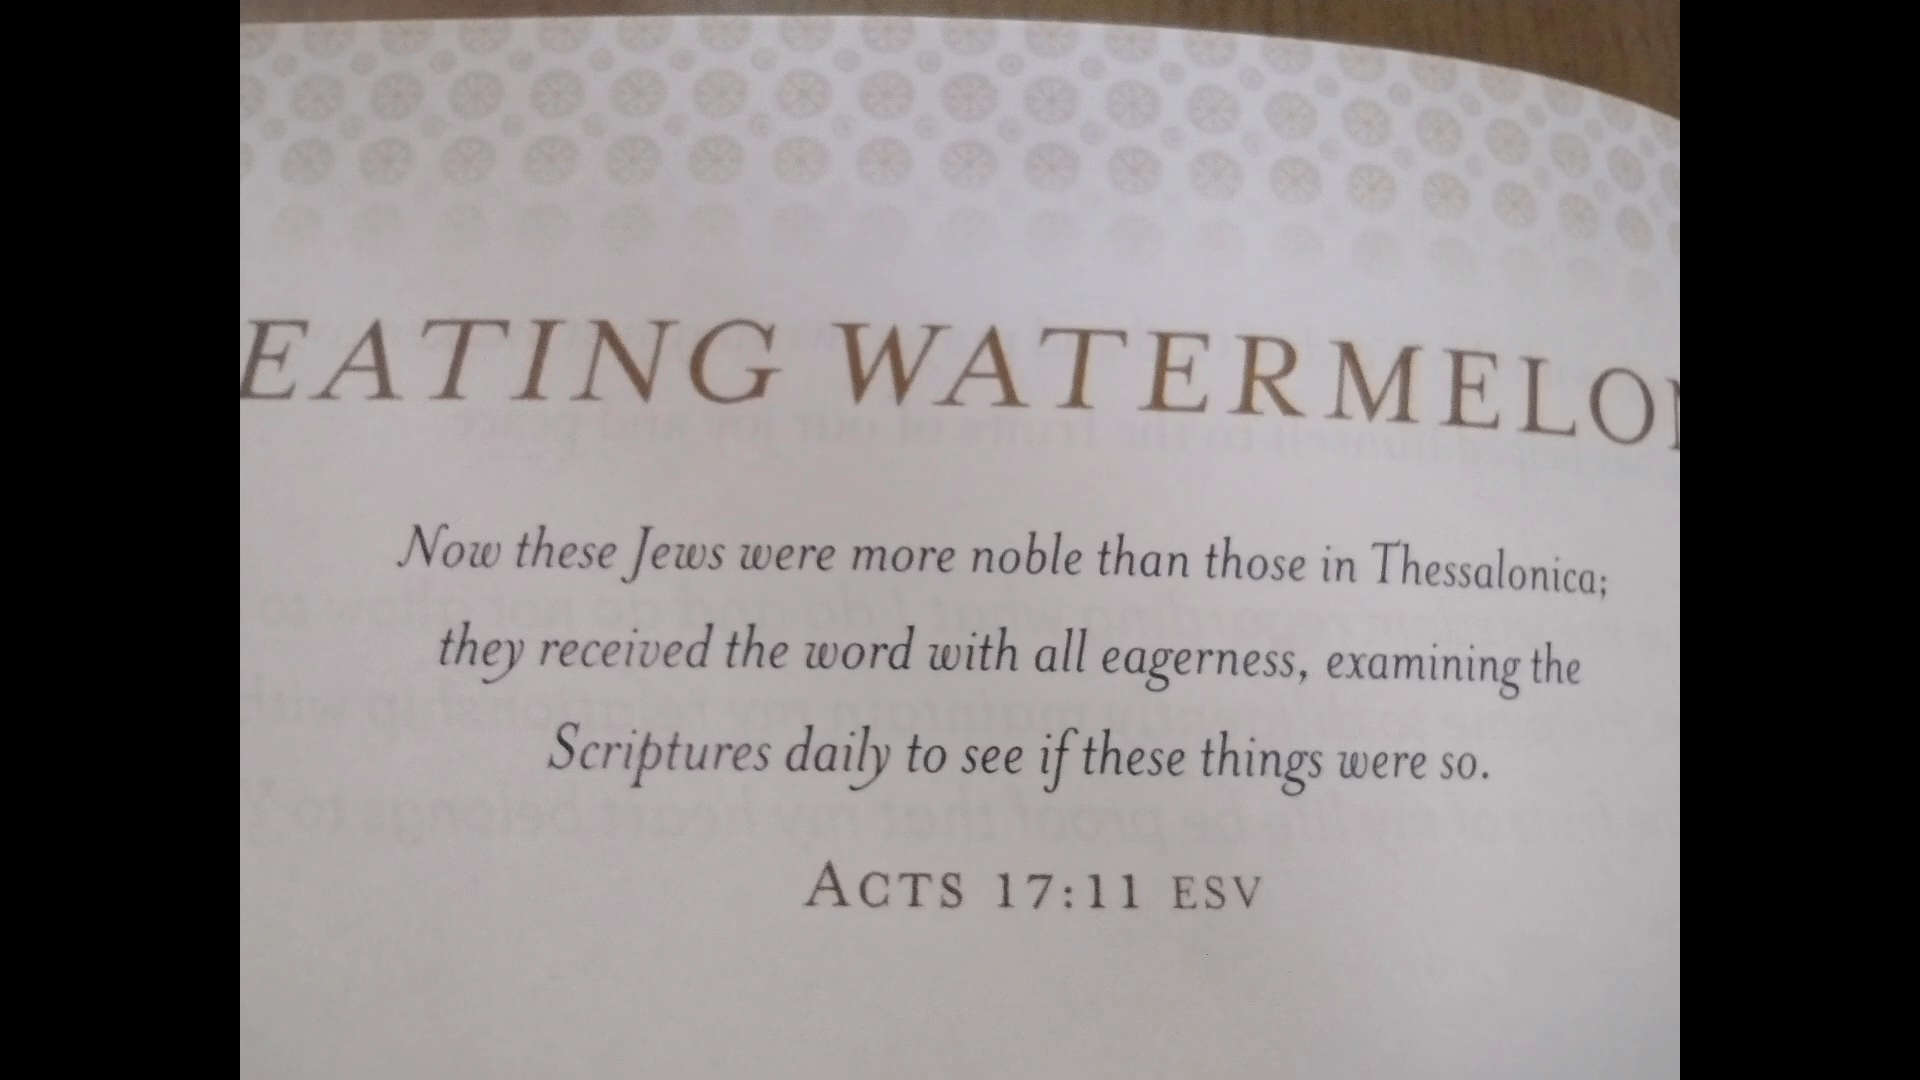 EATING WATERMELON
Now these Jews were more noble than those in Thessalonica;
they received the word with all eagerness, examining the
Scriptures daily to see if these things were so.
ACTS 17:11 ESV